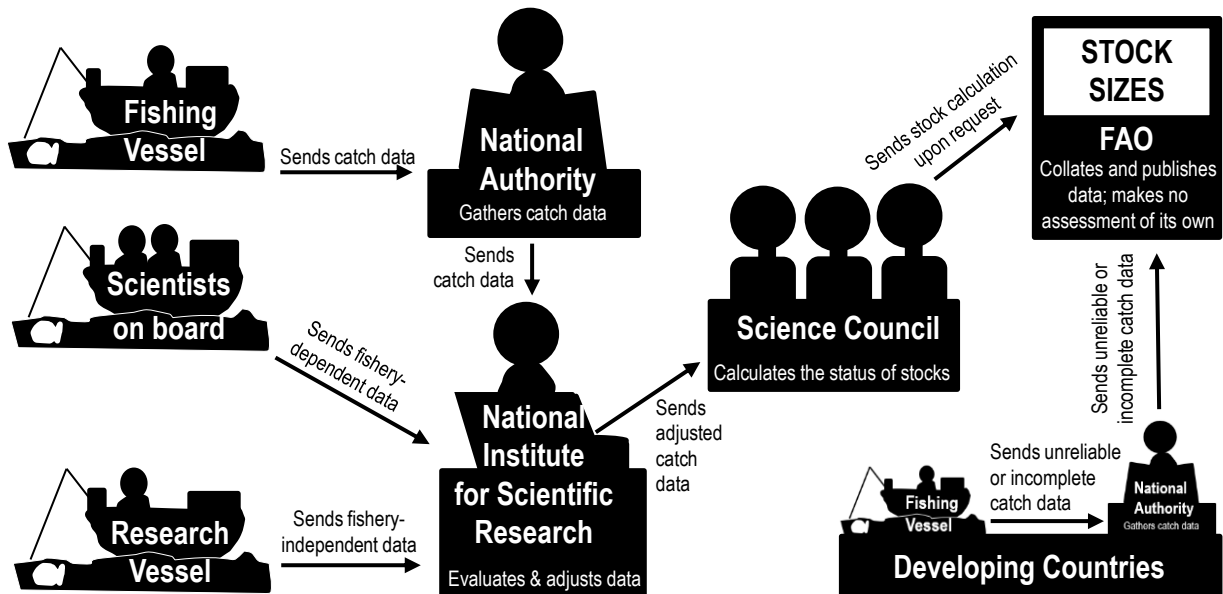 Fishing
Vessel
Sends catch data
National
Authority
Gathers catch data
Sends
catch data
Scientists
on board
Sends fishery-
dependent data
Research
Vessel
Sends fishery-
independent data
National
Institute
for Scientific
Research
Evaluates & adjusts data
Sends
adjusted
catch
data
Science Council
Calculates the status of stocks
Sends stock calculation
upon request
STOCK
SIZES
FAO
Collates and publishes
data; makes no
assessment of its own
Sends unreliable or
incomplete catch data
Sends unreliable
or incomplete
catch data
Fishing
Vessel
National
Authority
Gathers catch data
Developing Countries